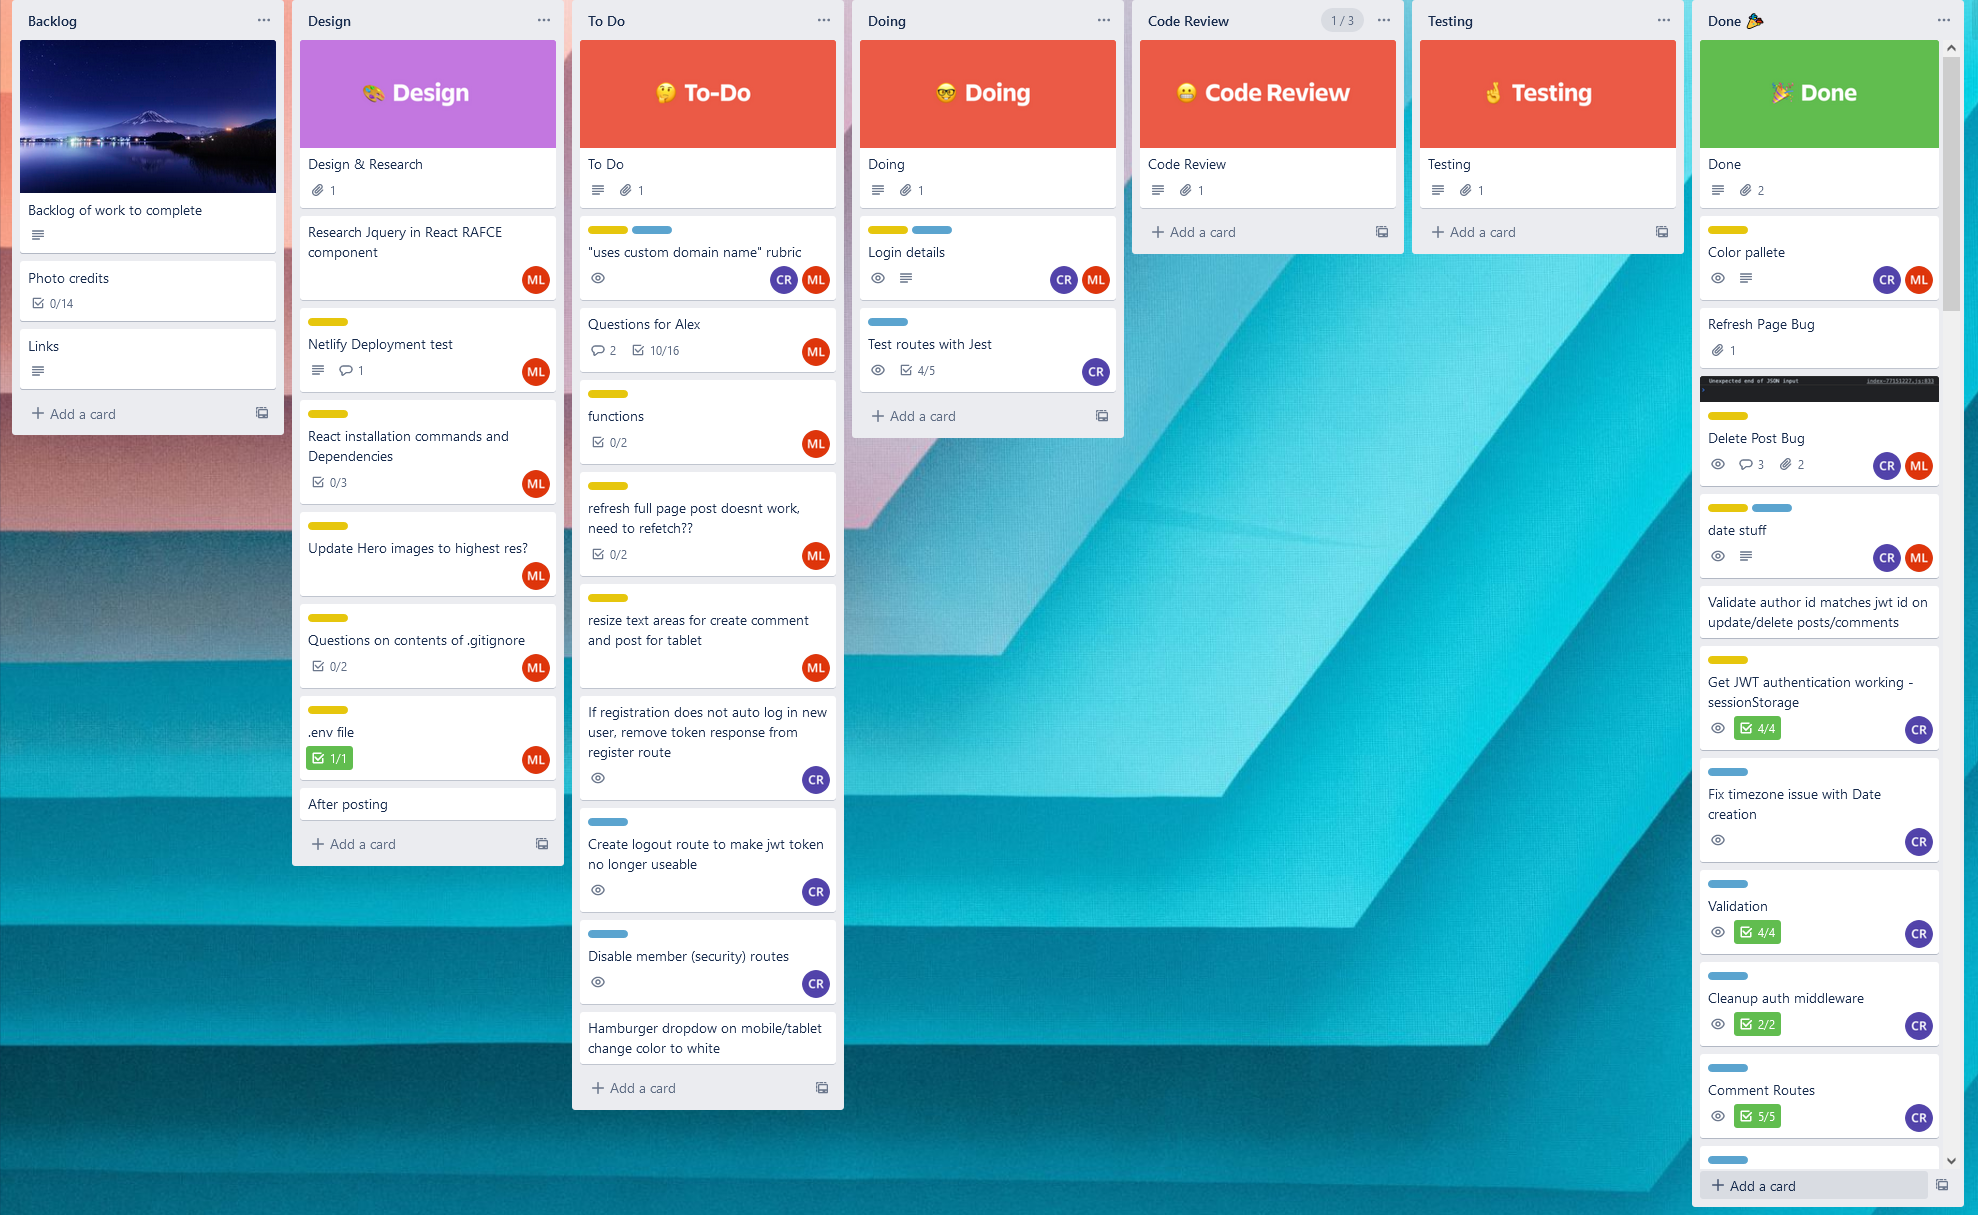 Backlog
Backlog of work to complete
Photo credits
0/14
Links
Add a card
Design
Design
Design & Research
1
Research Jquery in React RAFCE
component
ML
Netlify Deployment test
1
ML
React installation commands and
Dependencies
0/3
ML
Update Hero images to highest res?
ML
Questions on contents of .gitignore
0/2
ML
.env file
1/1
ML
After posting
Add a card
To Do
To-Do
To Do
1
"uses custom domain name" rubric
CR ML
Questions for Alex
2 10/16
ML
functions
0/2
ML
refresh full page post doesnt work,
need to refetch??
0/2
ML
resize text areas for create comment
and post for tablet
ML
If registration does not auto log in new
user, remove token response from
register route
CR
Create logout route to make jwt token
no longer useable
CR
Disable member (security) routes
CR
Hamburger dropdow on mobile/tablet
change color to white
Add a card
Doing
Doing
Doing
1
Login details
CR ML
Test routes with Jest
4/5
CR
Add a card
Code Review 1 / 3
Code Review
Code Review
1
Add a card
Testing
Testing
Testing
1
Add a card
Done
Done
Done
2
Color pallete
CR ML
Refresh Page Bug
1
Unexpected end of JSON input index-77151227.js:833
Delete Post Bug
3 2
CR ML
date stuff
CR ML
Validate author id matches jwt id on
update/delete posts/comments
Get JWT authentication working -
sessionStorage
4/4
CR
Fix timezone issue with Date
creation
CR
Validation
4/4
CR
Cleanup auth middleware
2/2
CR
Comment Routes
5/5
CR
Add a card